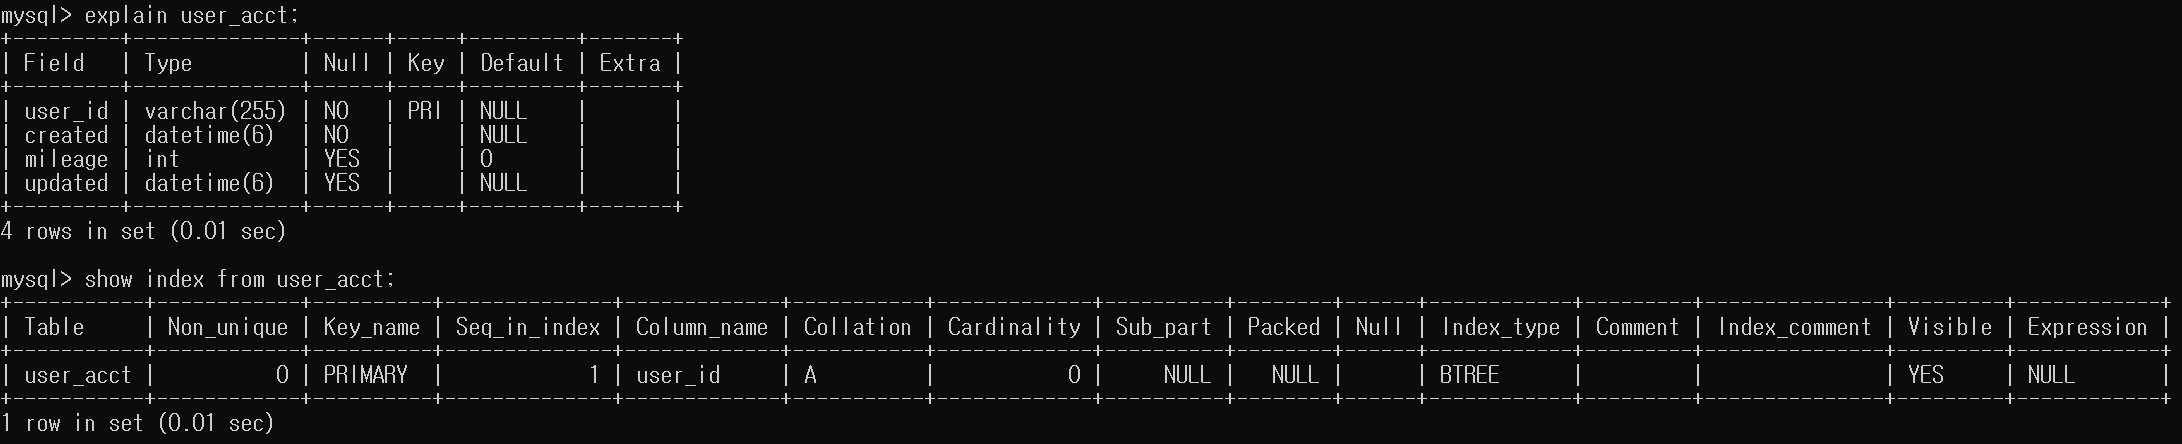 mysql> explain user_acct;
+---------+--------------+------+-----+---------+-------+
| Field   | Type         | Null | Key | Default | Extra |
+---------+--------------+------+-----+---------+-------+
| user_id | varchar(255) | NO   | PRI | NULL    |       |
| created | datetime(6)  | NO   |     | NULL    |       |
| mileage | int          | YES  |     | 0       |       |
| updated | datetime(6)  | YES  |     | NULL    |       |
+---------+--------------+------+-----+---------+-------+
4 rows in set (0.01 sec)

mysql> show index from user_acct;
+-----------+------------+----------+--------------+-------------+-----------+-------------+----------+--------+------+------------+---------+---------------+---------+------------+
| Table     | Non_unique | Key_name | Seq_in_index | Column_name | Collation | Cardinality | Sub_part | Packed | Null | Index_type | Comment | Index_comment | Visible | Expression |
+-----------+------------+----------+--------------+-------------+-----------+-------------+----------+--------+------+------------+---------+---------------+---------+------------+
| user_acct |          0 | PRIMARY  |            1 | user_id     | A         |           0 |     NULL |   NULL |      | BTREE      |         |               | YES     | NULL       |
+-----------+------------+----------+--------------+-------------+-----------+-------------+----------+--------+------+------------+---------+---------------+---------+------------+
1 row in set (0.01 sec)